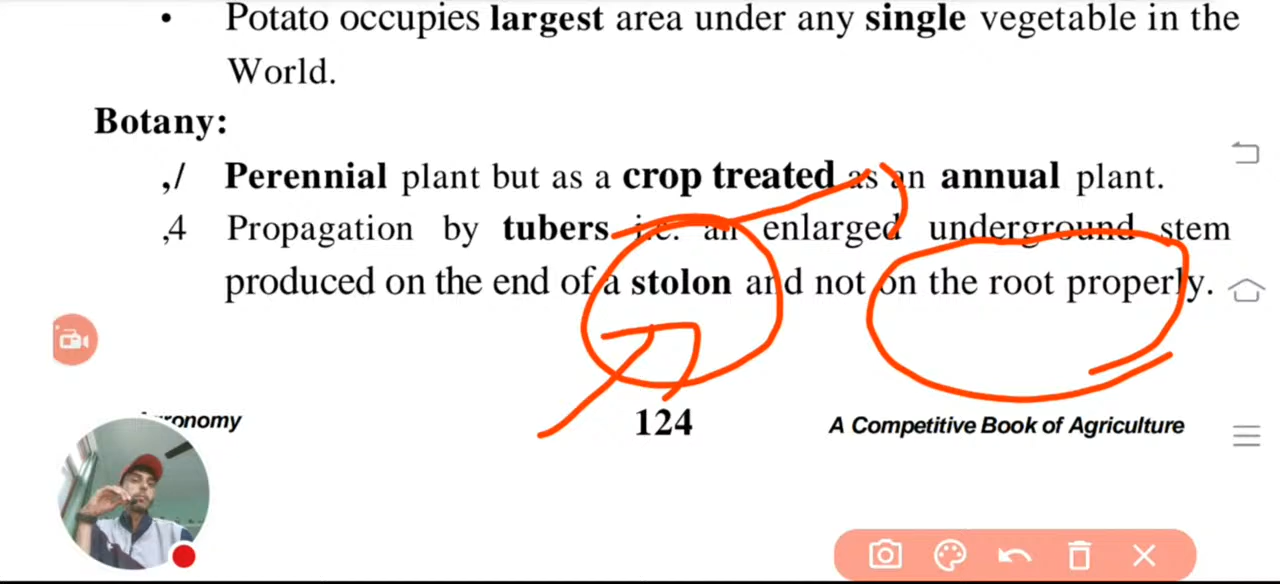 • Potato occupies largest area under any single vegetable in the
World.
Botany:
,/ Perennial plant but as a crop treated as an annual plant.
,4 Propagation by tubers i.e. an enlarged underground stem
produced on the end of a stolon and not on the root properly.
ronomy 124 A Competitive Book of Agriculture